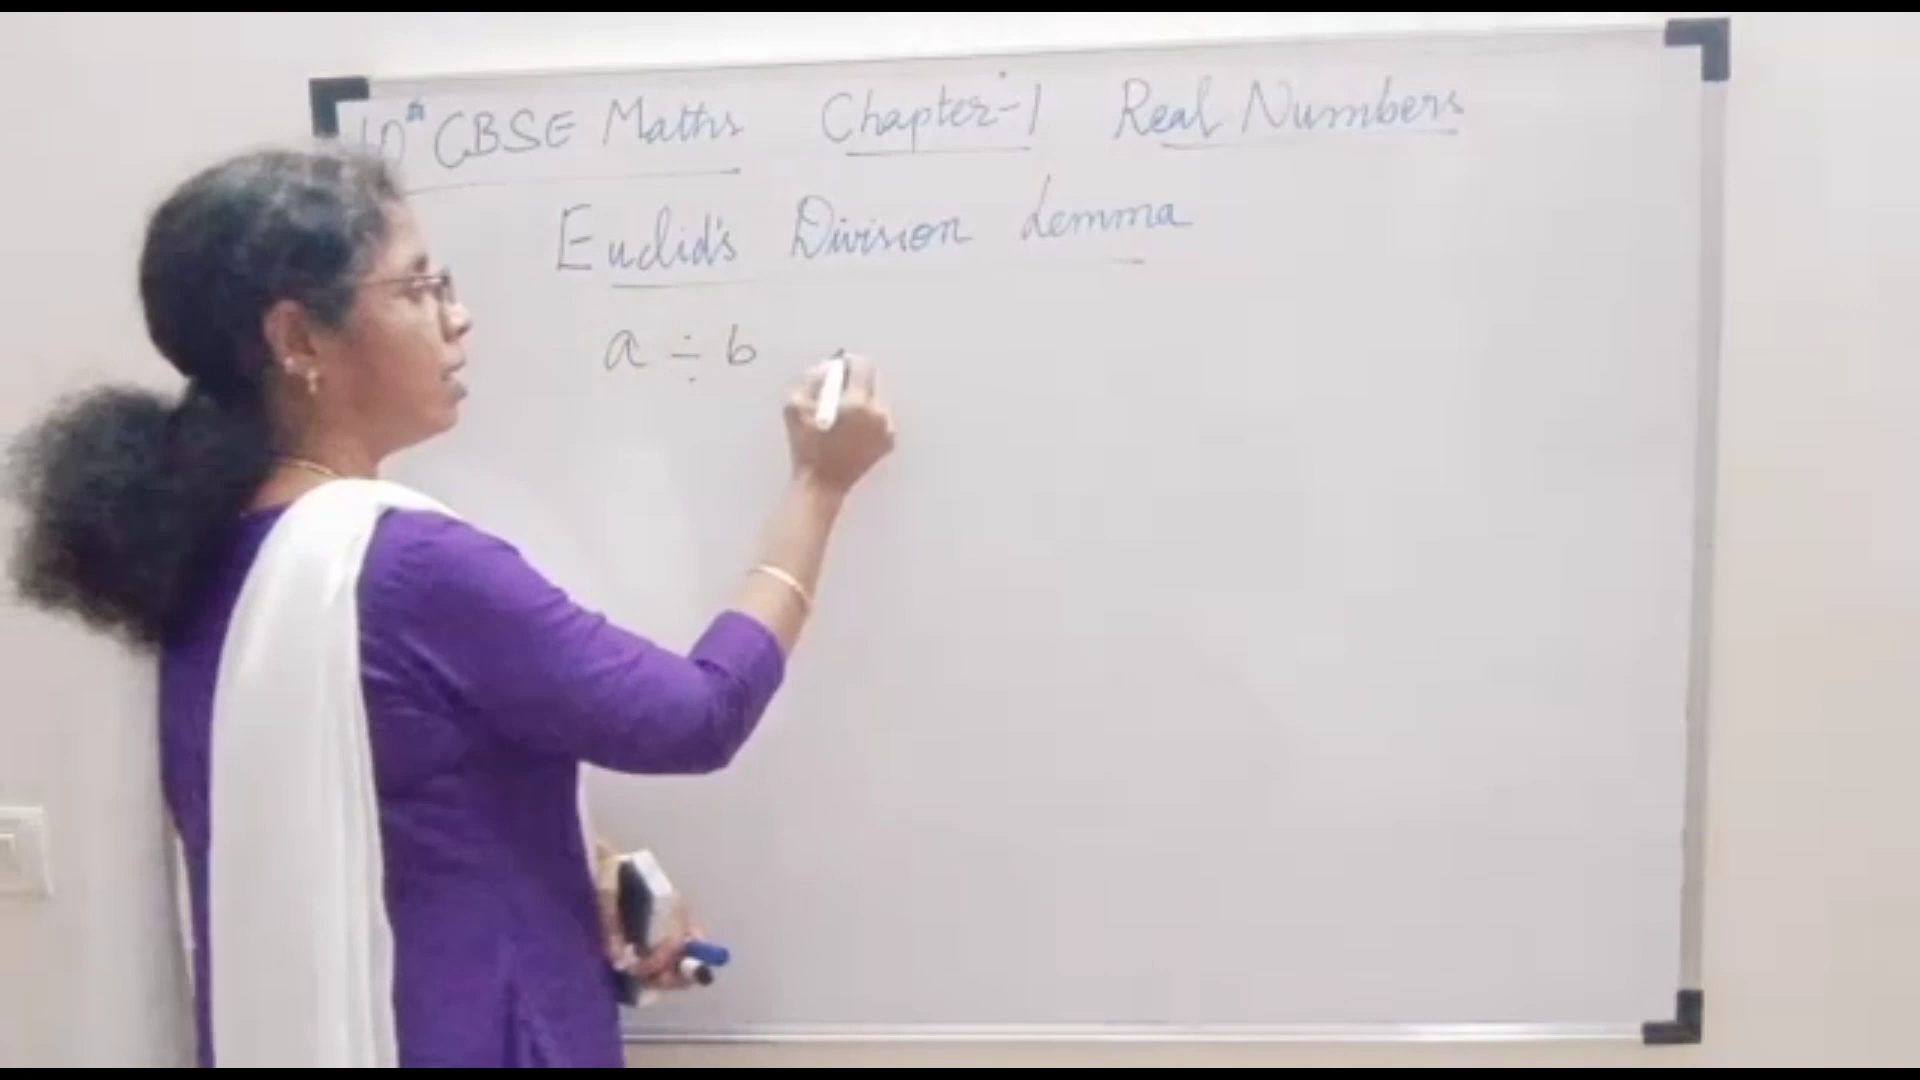 10th CBSE Maths Chapter-1 Real Numbers
Euclid's Division Lemma
a ÷ b